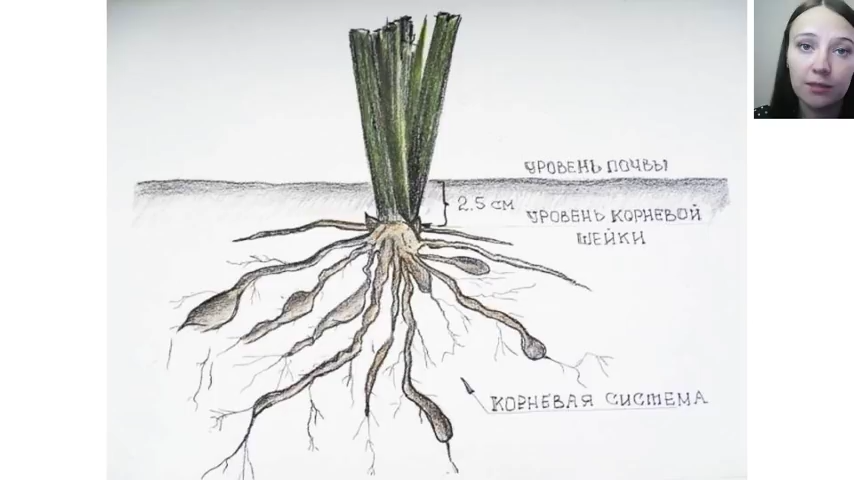 УРОВЕНЬ ПОЧВЫ
2.5 СМ
УРОВЕНЬ КОРНЕВОЙ
ШЕЙКИ
КОРНЕВАЯ СИСТЕМА